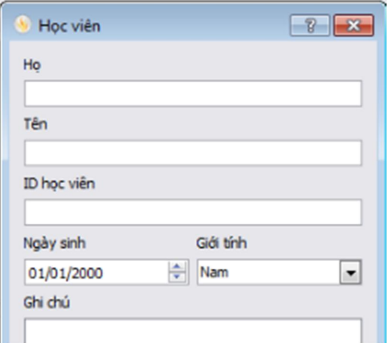 Học viên
Họ
Tên
ID học viên
Ngày sinh Giới tính
01/01/2000 Nam
Ghi chú